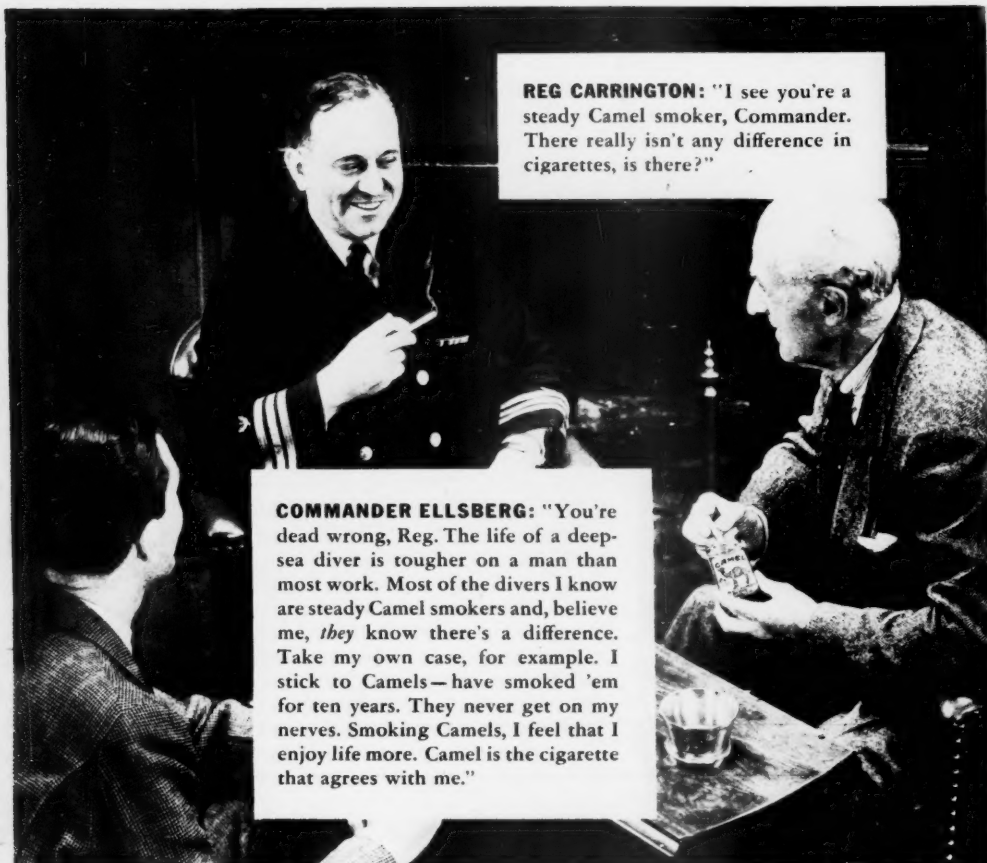 REG CARRINGTON: "I see you're a
steady Camel smoker, Commander.
There really isn't any difference in
cigarettes, is there?"
COMMANDER ELLSBERG: "You're
dead wrong, Reg. The life of a deep-
sea diver is tougher on a man than
most work. Most of the divers I know
are steady Camel smokers and, believe
me, they know there's a difference.
Take my own case, for example. I
stick to Camels—have smoked 'em
for ten years. They never get on my
nerves. Smoking Camels, I feel that I
enjoy life more. Camel is the cigarette
that agrees with me."
CAMEL